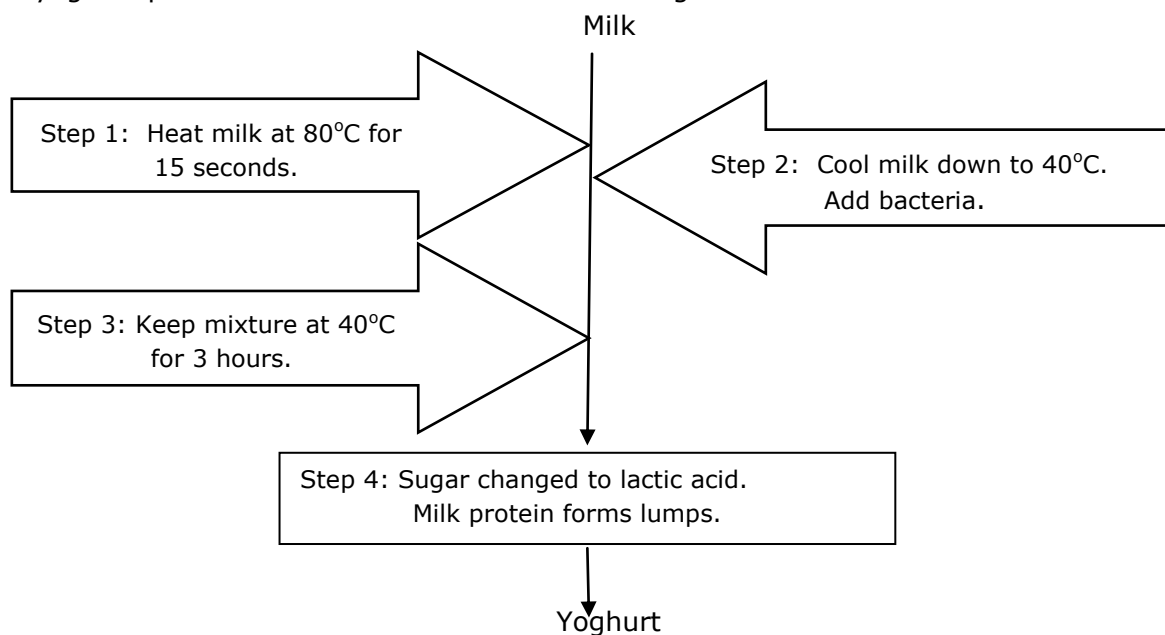 Milk
Step 1: Heat milk at 80°C for
15 seconds.
Step 2: Cool milk down to 40°C.
Add bacteria.
Step 3: Keep mixture at 40°C
for 3 hours.
Step 4: Sugar changed to lactic acid.
Milk protein forms lumps.
Yoghurt